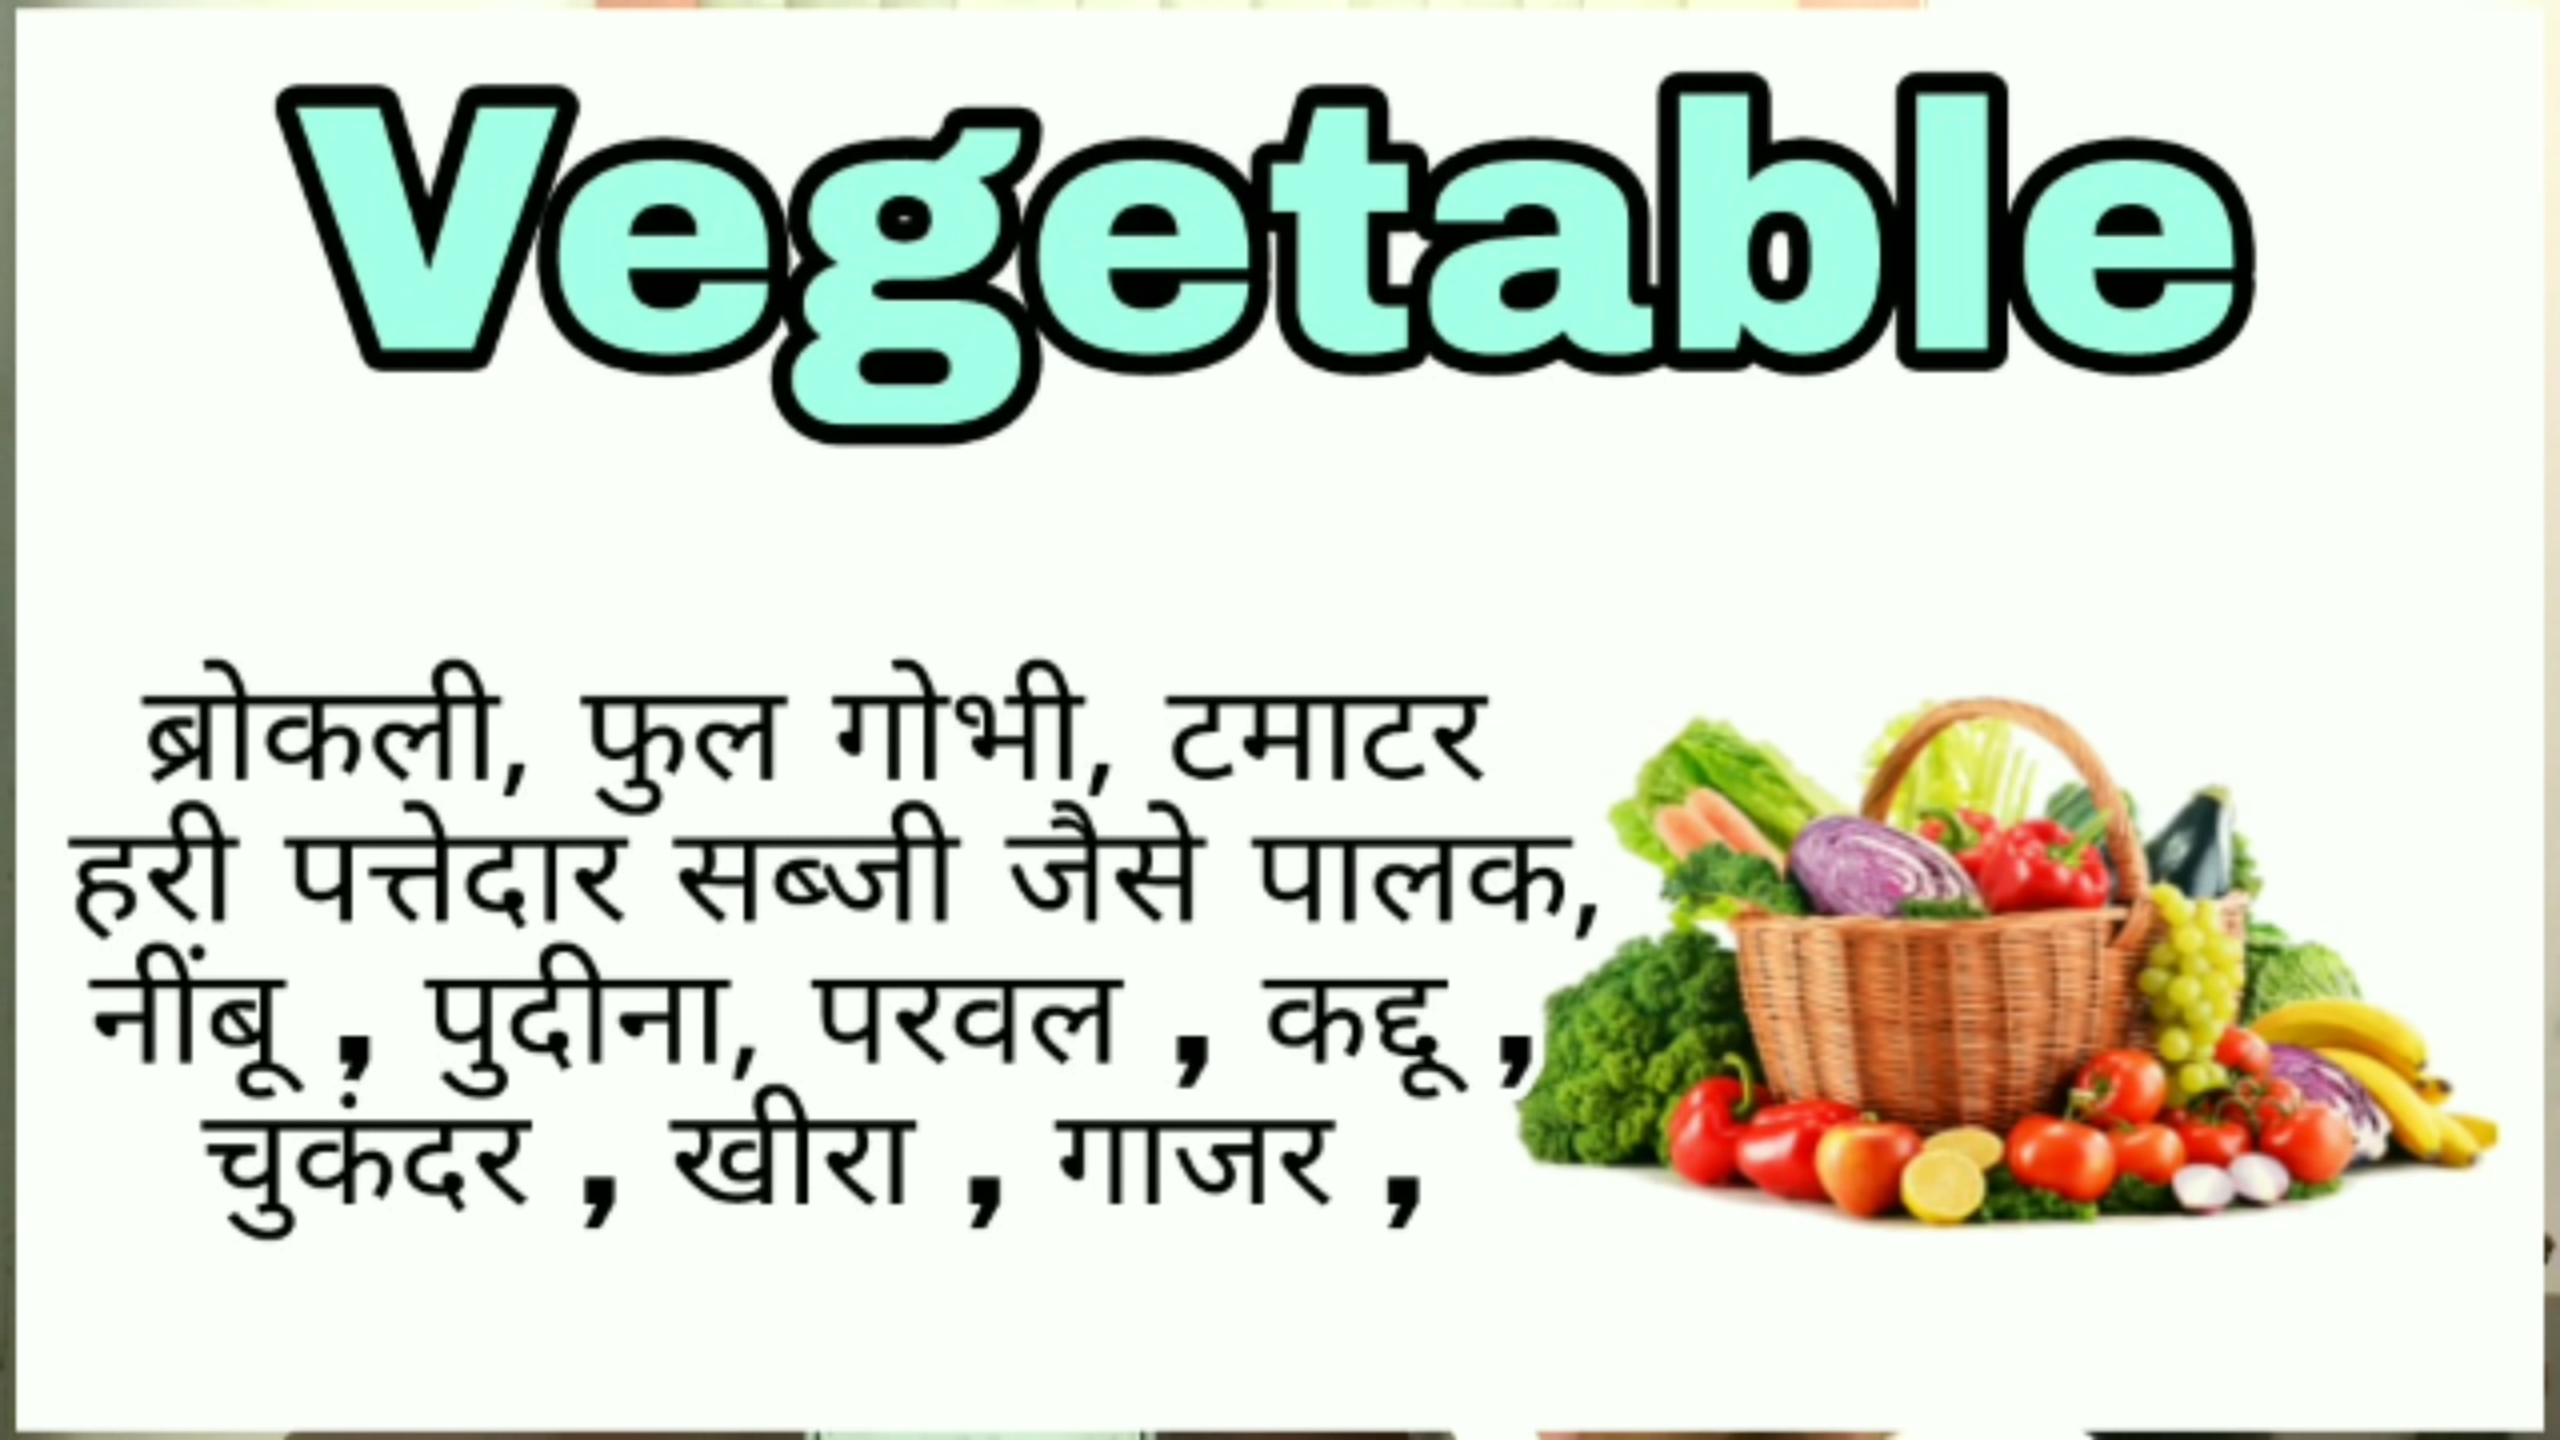 Vegetable
ब्रोकली, फुल गोभी, टमाटर
हरी पत्तेदार सब्जी जैसे पालक,
नींबू , पुदीना, परवल , कद्दू ,
चुकंदर , खीरा , गाजर ,